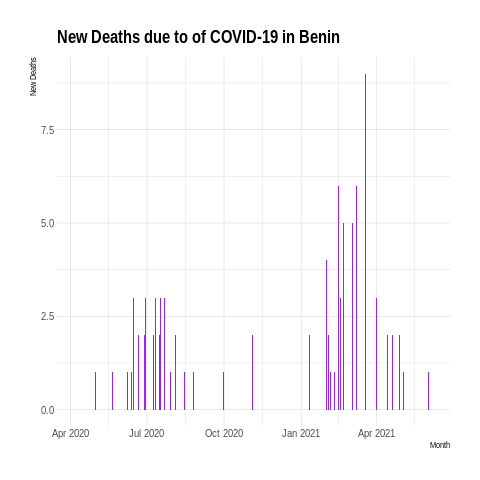 New Deaths due to of COVID-19 in Benin
New Deaths
7.5
5.0
2.5
0.0
Apr 2020 Jul 2020 Oct 2020 Jan 2021 Apr 2021
Month